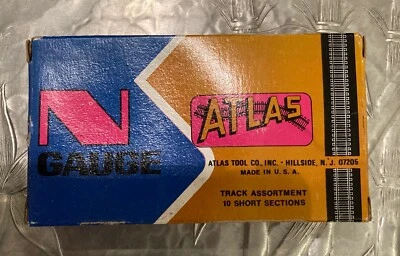 N
GAUGE
ATLAS
ATLAS TOOL CO., INC. · HILLSIDE, N. J. 07205
MADE IN U. S. A.
TRACK ASSORTMENT
10 SHORT SECTIONS